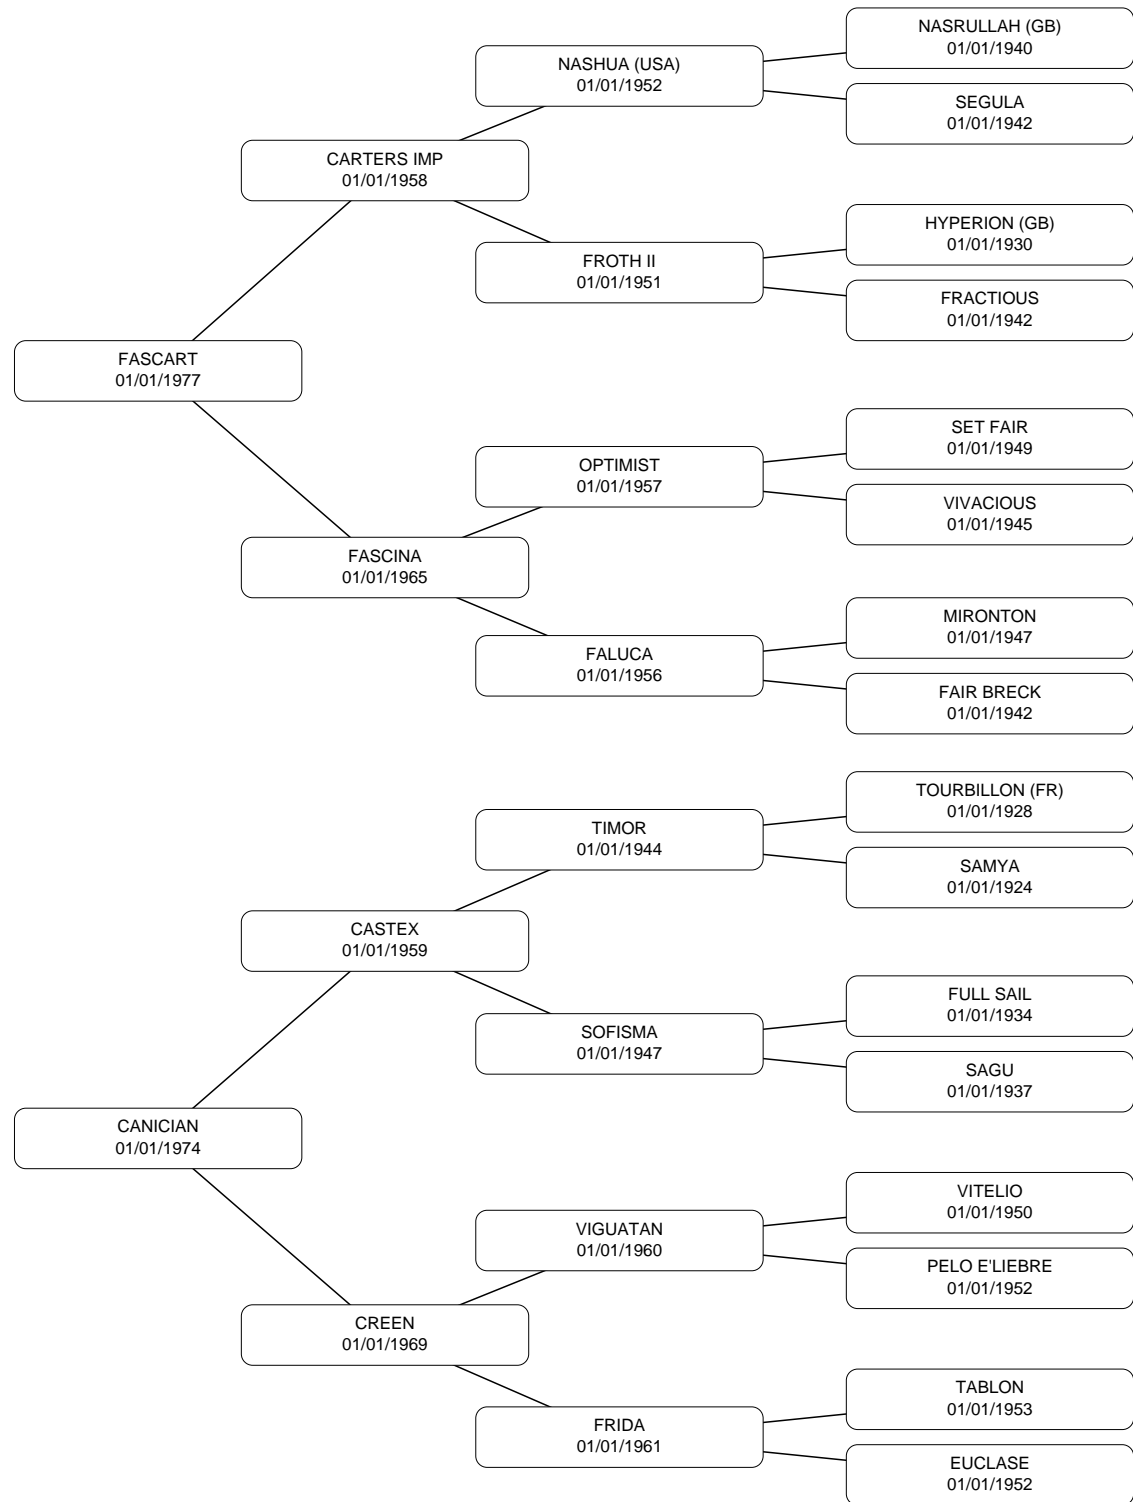 NASRULLAH (GB)
01/01/1940
NASHUA (USA)
01/01/1952
SEGULA
01/01/1942
CARTERS IMP
01/01/1958
HYPERION (GB)
01/01/1930
FROTH II
01/01/1951
FRACTIOUS
01/01/1942
FASCART
01/01/1977
SET FAIR
01/01/1949
OPTIMIST
01/01/1957
VIVACIOUS
01/01/1945
FASCINA
01/01/1965
MIRONTON
01/01/1947
FALUCA
01/01/1956
FAIR BRECK
01/01/1942
TOURBILLON (FR)
01/01/1928
TIMOR
01/01/1944
SAMYA
01/01/1924
CASTEX
01/01/1959
FULL SAIL
01/01/1934
SOFISMA
01/01/1947
SAGU
01/01/1937
CANICIAN
01/01/1974
VITELIO
01/01/1950
VIGUATAN
01/01/1960
PELO E'LIEBRE
01/01/1952
CREEN
01/01/1969
TABLON
01/01/1953
FRIDA
01/01/1961
EUCLASE
01/01/1952